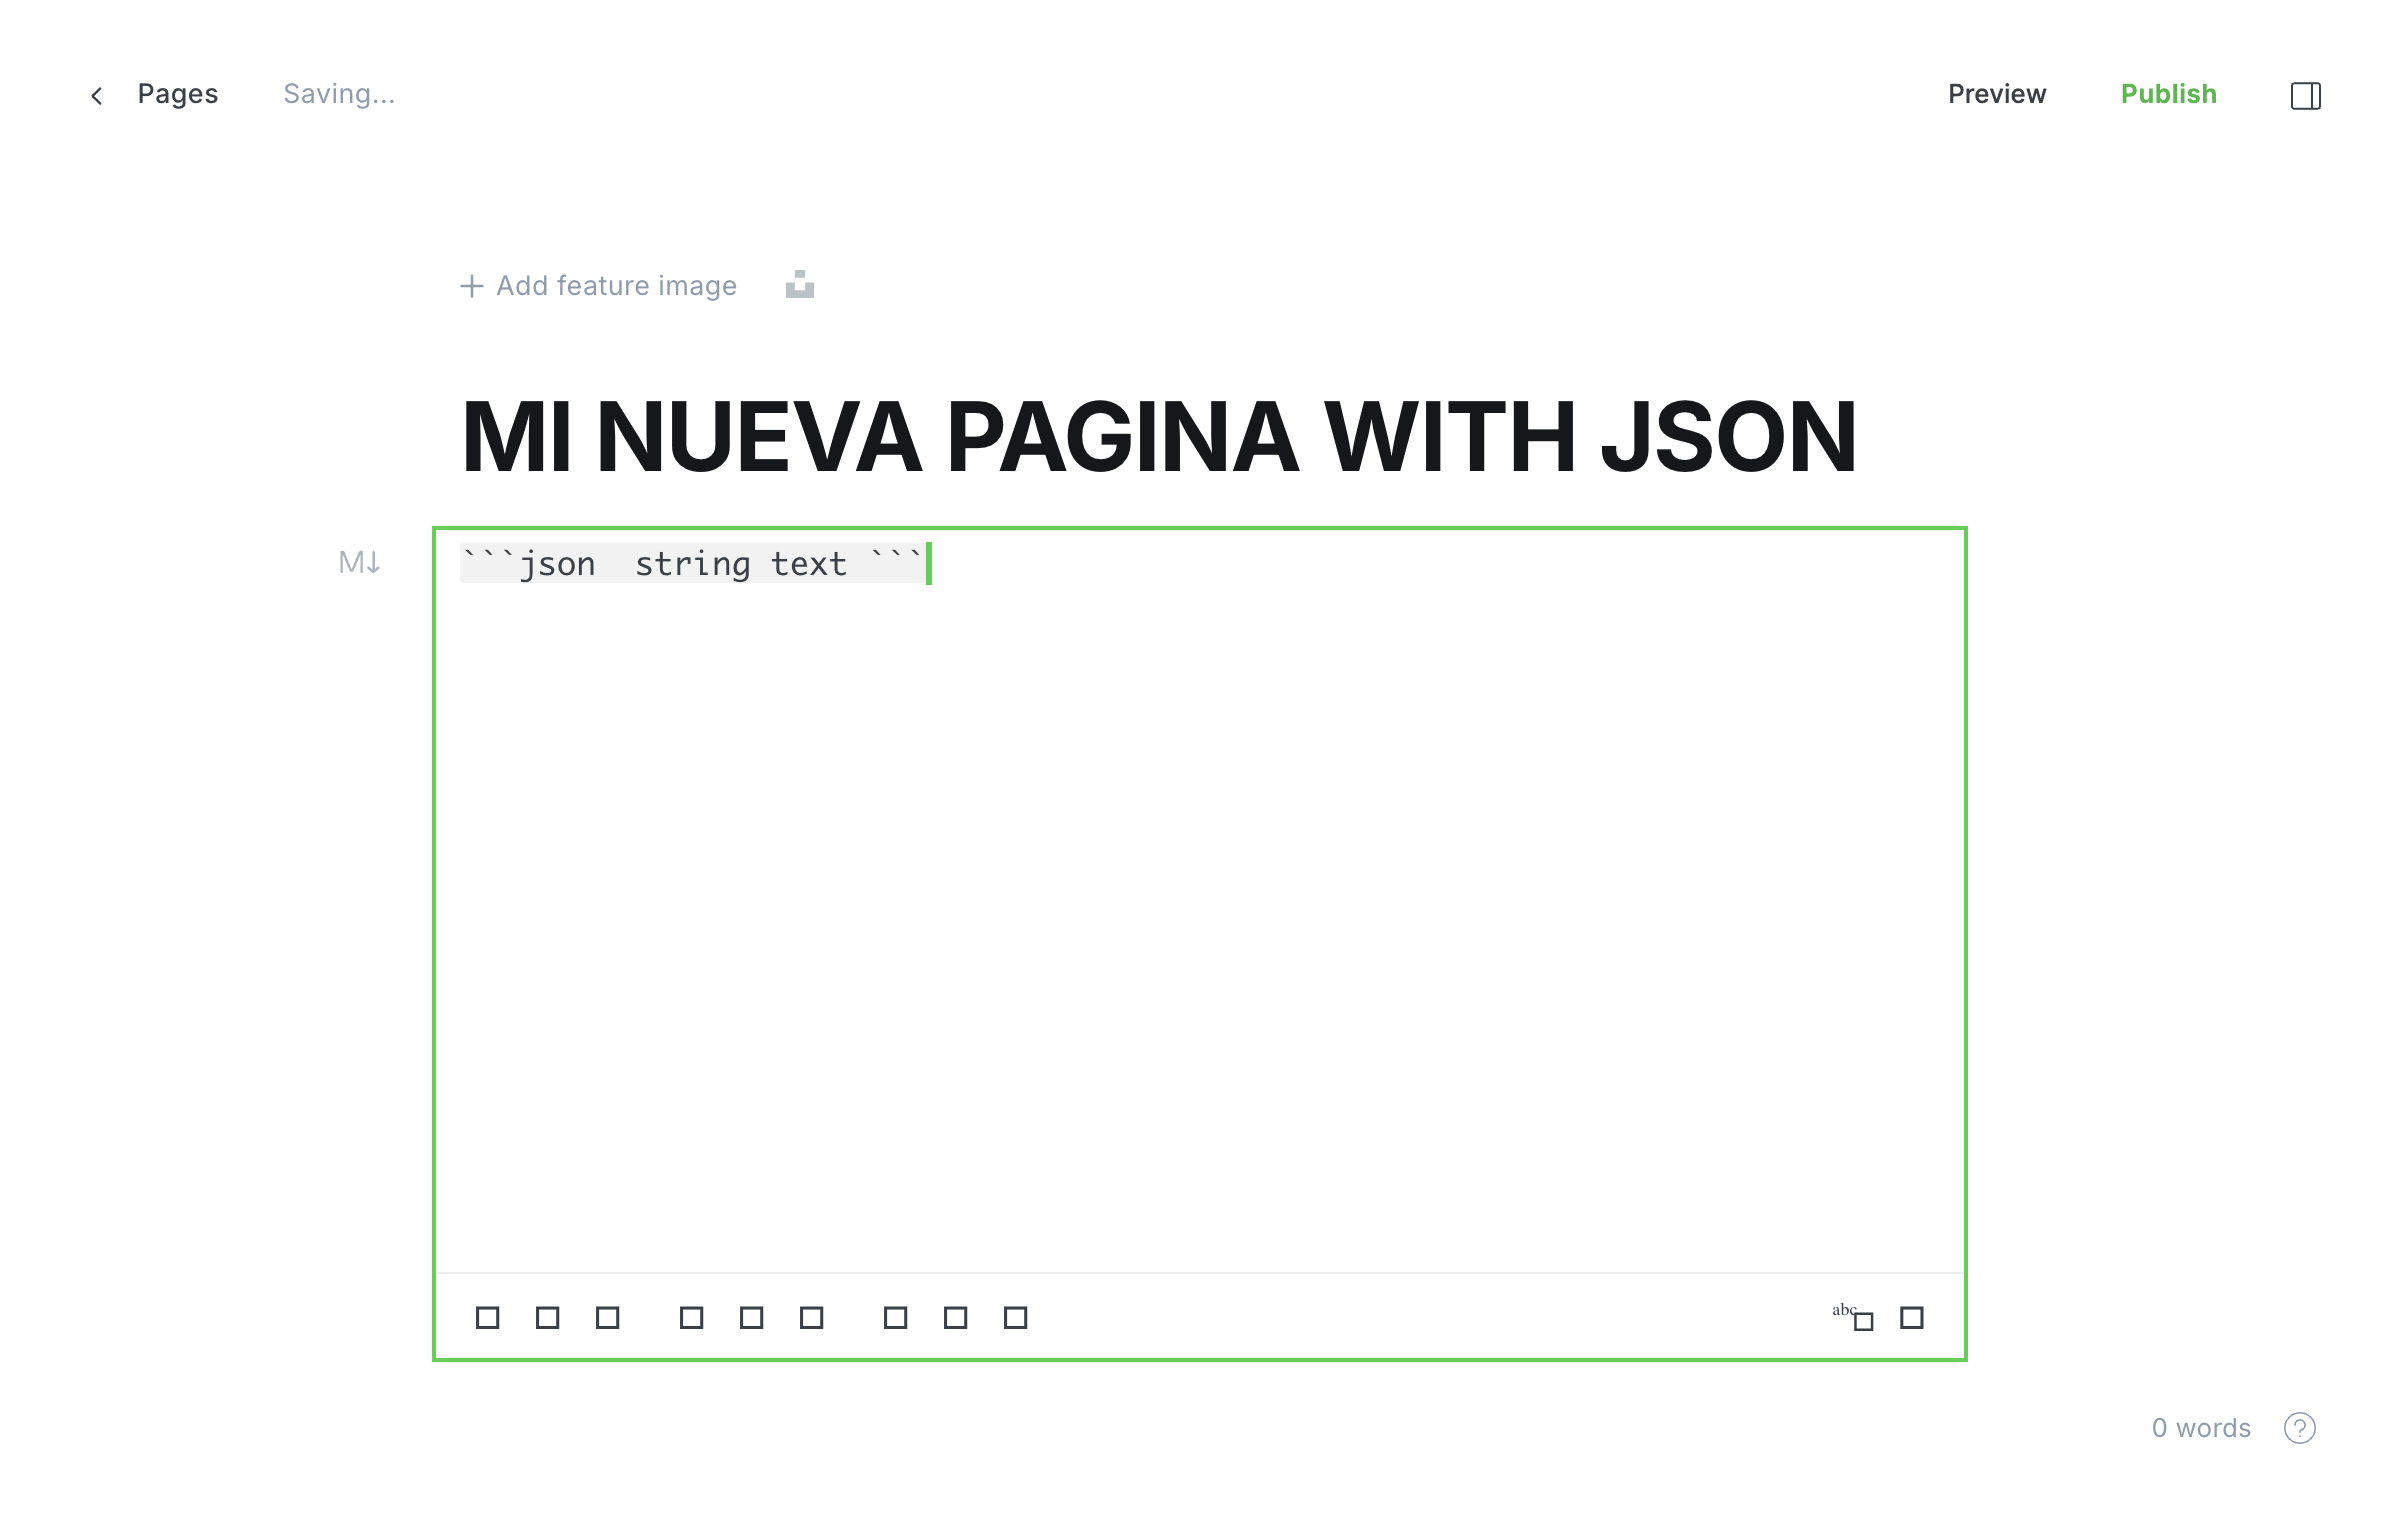 Pages Saving... Preview Publish
Add feature image
MI NUEVA PAGINA WITH JSON
M↓
```json  string text ```
abc
0 words ?